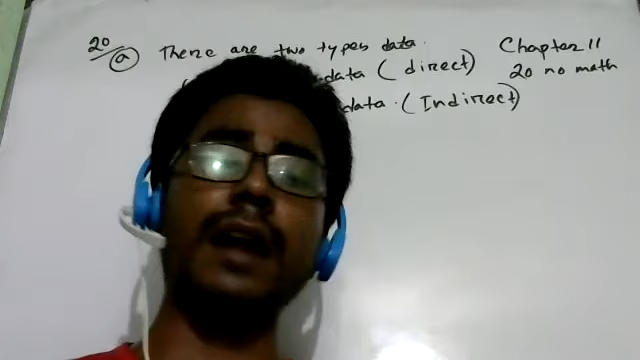 20/a There are two types data.
data (direct)
data. (Indirect)
Chapter 11
20 no math